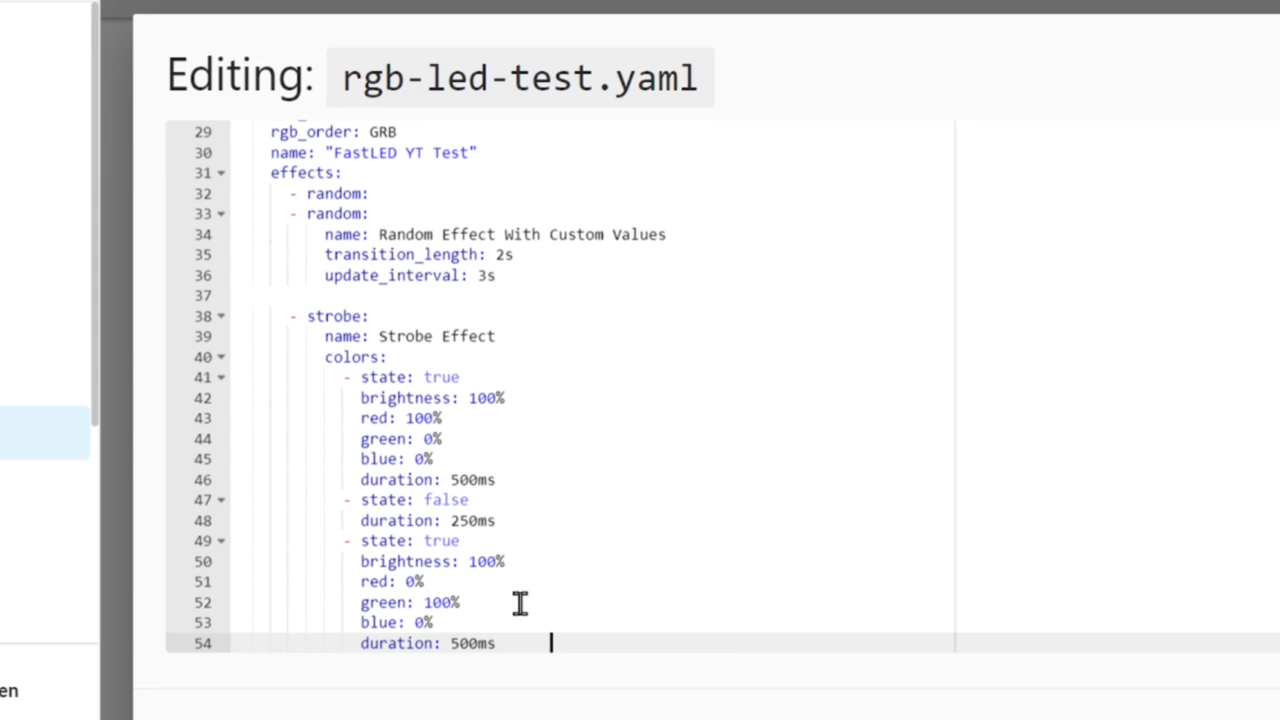 Editing: rgb-led-test.yaml
29 rgb_order: GRB
30 name: "FastLED YT Test"
31 effects:
32 - random:
33 - random:
34 name: Random Effect With Custom Values
35 transition_length: 2s
36 update_interval: 3s
37
38 - strobe:
39 name: Strobe Effect
40 colors:
41 - state: true
42 brightness: 100%
43 red: 100%
44 green: 0%
45 blue: 0%
46 duration: 500ms
47 - state: false
48 duration: 250ms
49 - state: true
50 brightness: 100%
51 red: 0%
52 green: 100%
53 blue: 0%
54 duration: 500ms
en